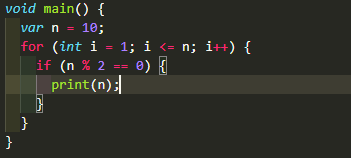 void main() {
  var n = 10;
  for (int i = 1; i <= n; i++) {
    if (n % 2 == 0) {
      print(n);
    }
  }
}